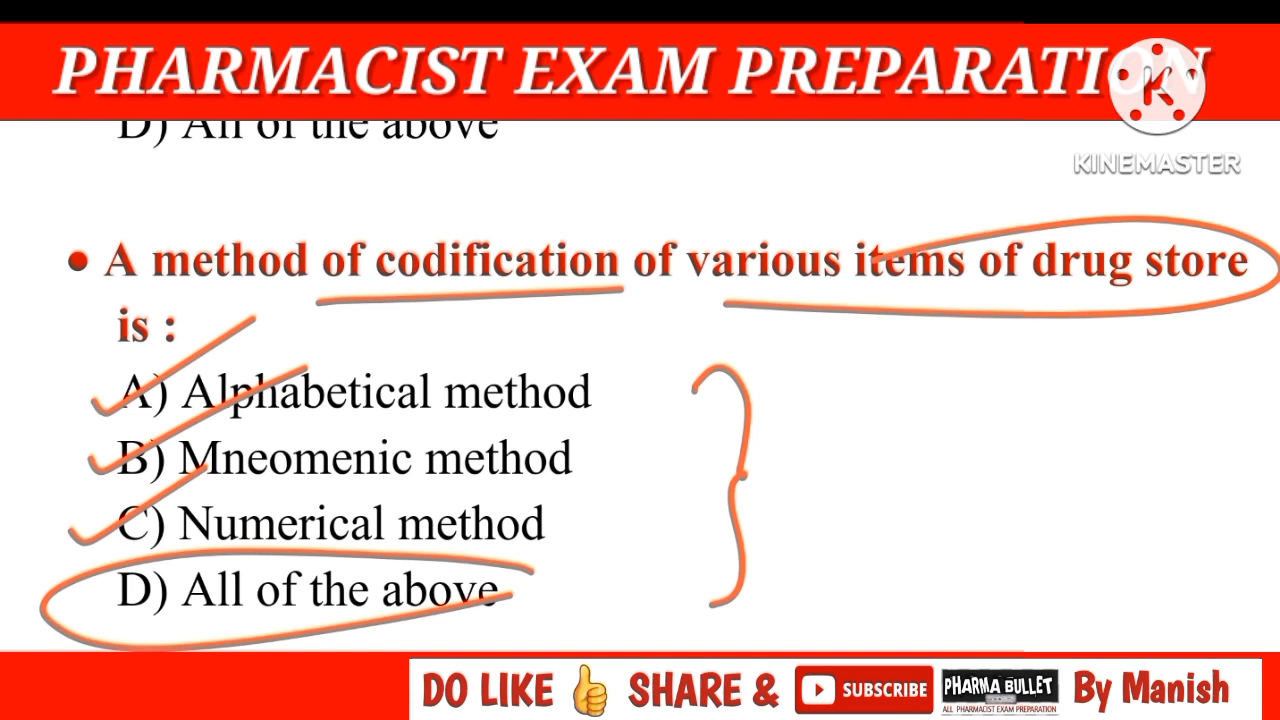 PHARMACIST EXAM PREPARATION
K
KINEMASTER
D) All of the above
• A method of codification of various items of drug store
is :
A) Alphabetical method
B) Mneomenic method
C) Numerical method
D) All of the above
DO LIKE 👍 SHARE & SUBSCRIBE PHARMA BULLET By Manish
ALL PHARMACIST EXAM PREPARATION